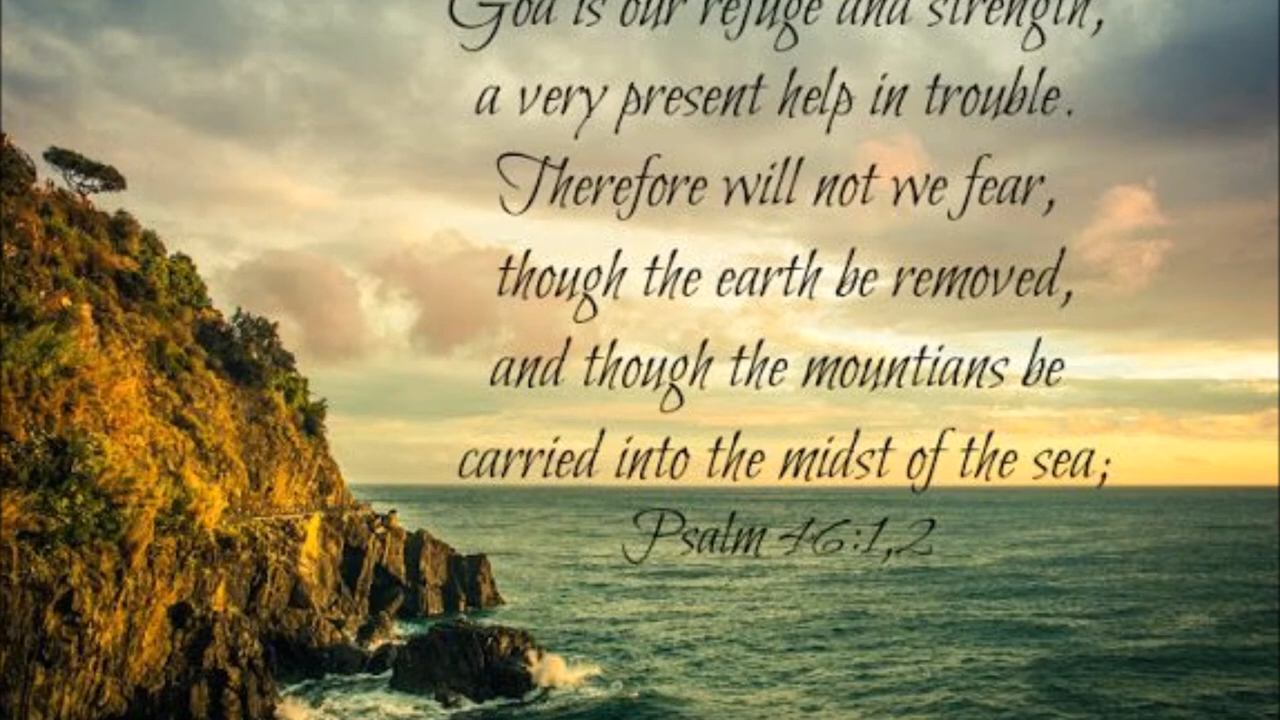 God is our refuge and strength,
a very present help in trouble.
Therefore will not we fear,
though the earth be removed,
and though the mountians be
carried into the midst of the sea;
Psalm 46:1,2